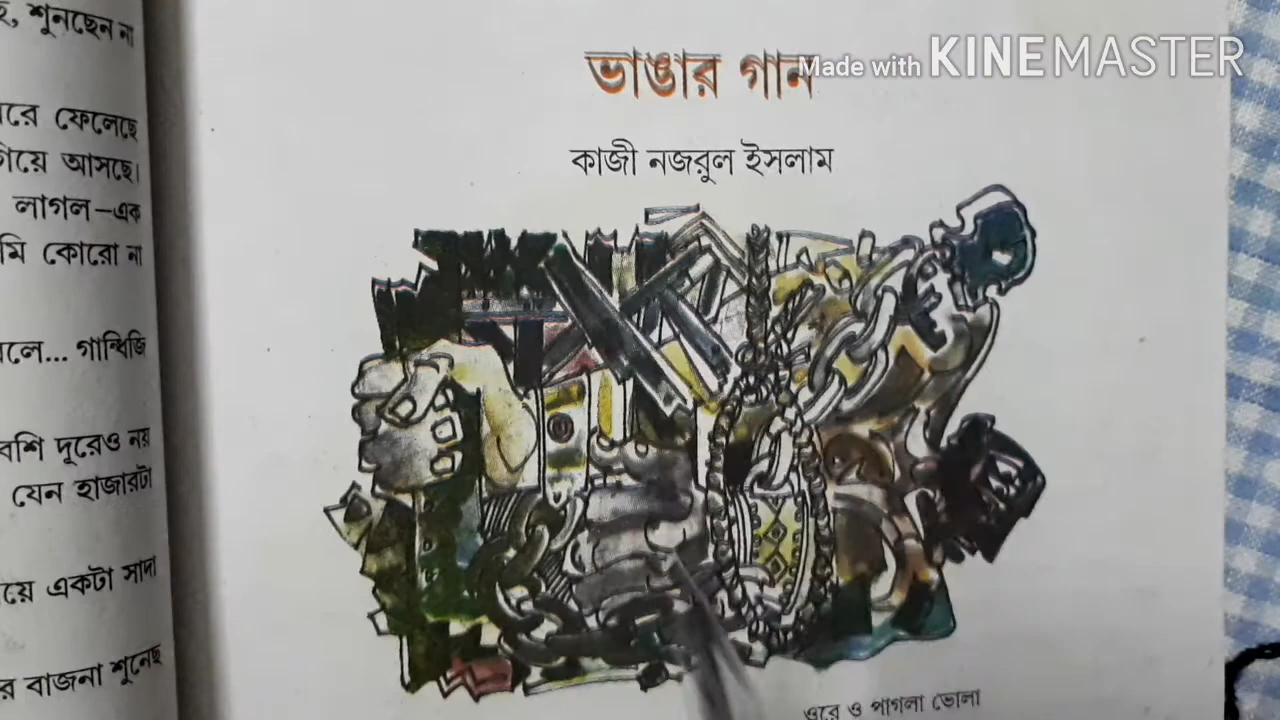 শুনছেন না
ফেলেছে
আসছে।
লাগল–এক
কোরো না
গান্ধিজি
দূরেও নয়
যেন হাজারটা
একটা সাদা
বাজনা শুনেছ
ভাঙার গান
Made with KINEMASTER
কাজী নজরুল ইসলাম
ওরে ও পাগলা ভোলা